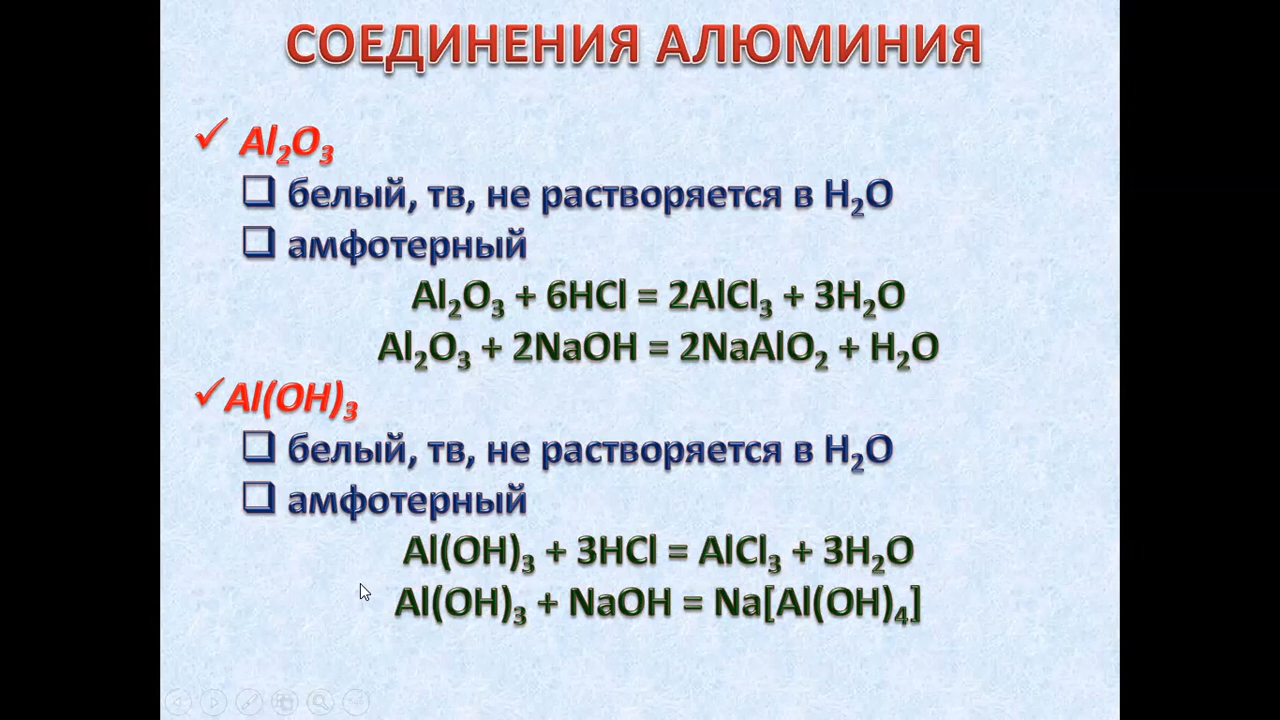 СОЕДИНЕНИЯ АЛЮМИНИЯ
✓ Al₂O₃
❑ белый, тв, не растворяется в H₂O
❑ амфотерный
Al₂O₃ + 6HCl = 2AlCl₃ + 3H₂O
Al₂O₃ + 2NaOH = 2NaAlO₂ + H₂O
✓ Al(OH)₃
❑ белый, тв, не растворяется в H₂O
❑ амфотерный
Al(OH)₃ + 3HCl = AlCl₃ + 3H₂O
Al(OH)₃ + NaOH = Na[Al(OH)₄]